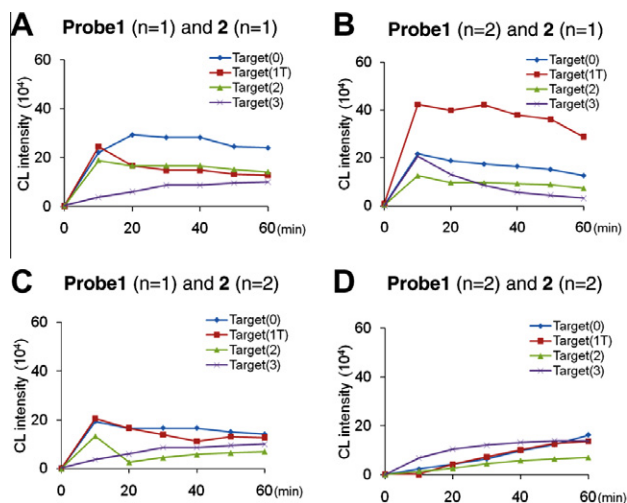 A Probe1 (n=1) and 2 (n=1)
CL intensity (10⁴)
60
40
20
0
Target(0)
Target(1T)
Target(2)
Target(3)
0 20 40 60(min)
B Probe1 (n=2) and 2 (n=1)
CL intensity (10⁴)
60
40
20
0
Target(0)
Target(1T)
Target(2)
Target(3)
0 20 40 60(min)
C Probe1 (n=1) and 2 (n=2)
CL intensity (10⁴)
60
40
20
0
Target(0)
Target(1T)
Target(2)
Target(3)
0 20 40 60(min)
D Probe1 (n=2) and 2 (n=2)
CL intensity (10⁴)
60
40
20
0
Target(0)
Target(1T)
Target(2)
Target(3)
0 20 40 60(min)